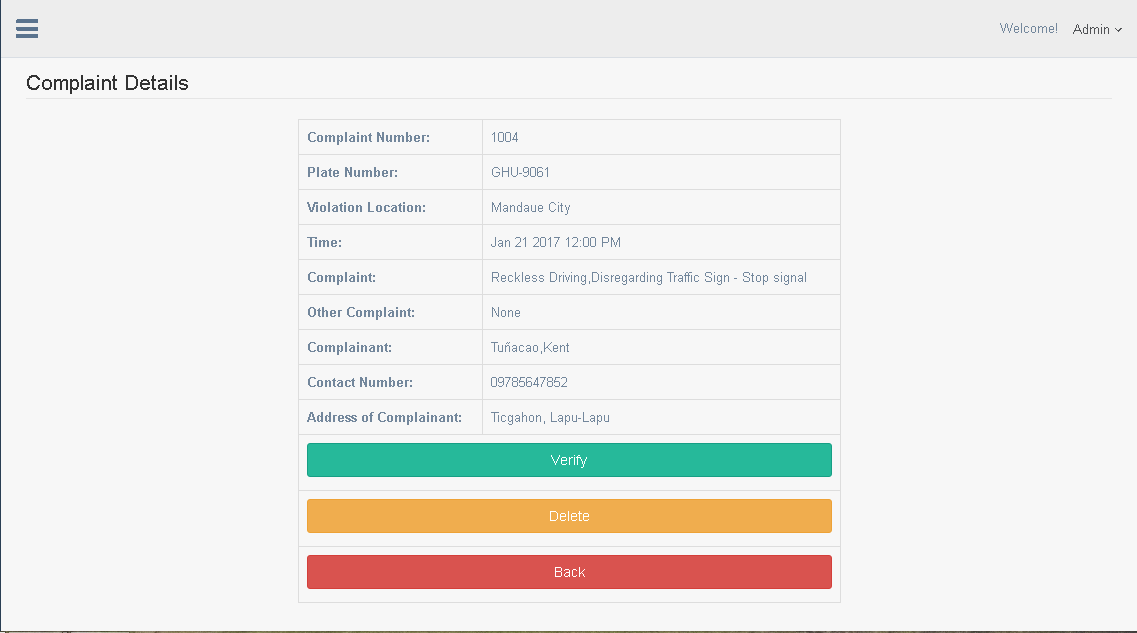 Welcome! Admin
Complaint Details
Complaint Number: 1004
Plate Number: GHU-9061
Violation Location: Mandaue City
Time: Jan 21 2017 12:00 PM
Complaint: Reckless Driving,Disregarding Traffic Sign - Stop signal
Other Complaint: None
Complainant: Tuñacao,Kent
Contact Number: 09785647852
Address of Complainant: Ticgahon, Lapu-Lapu
Verify
Delete
Back